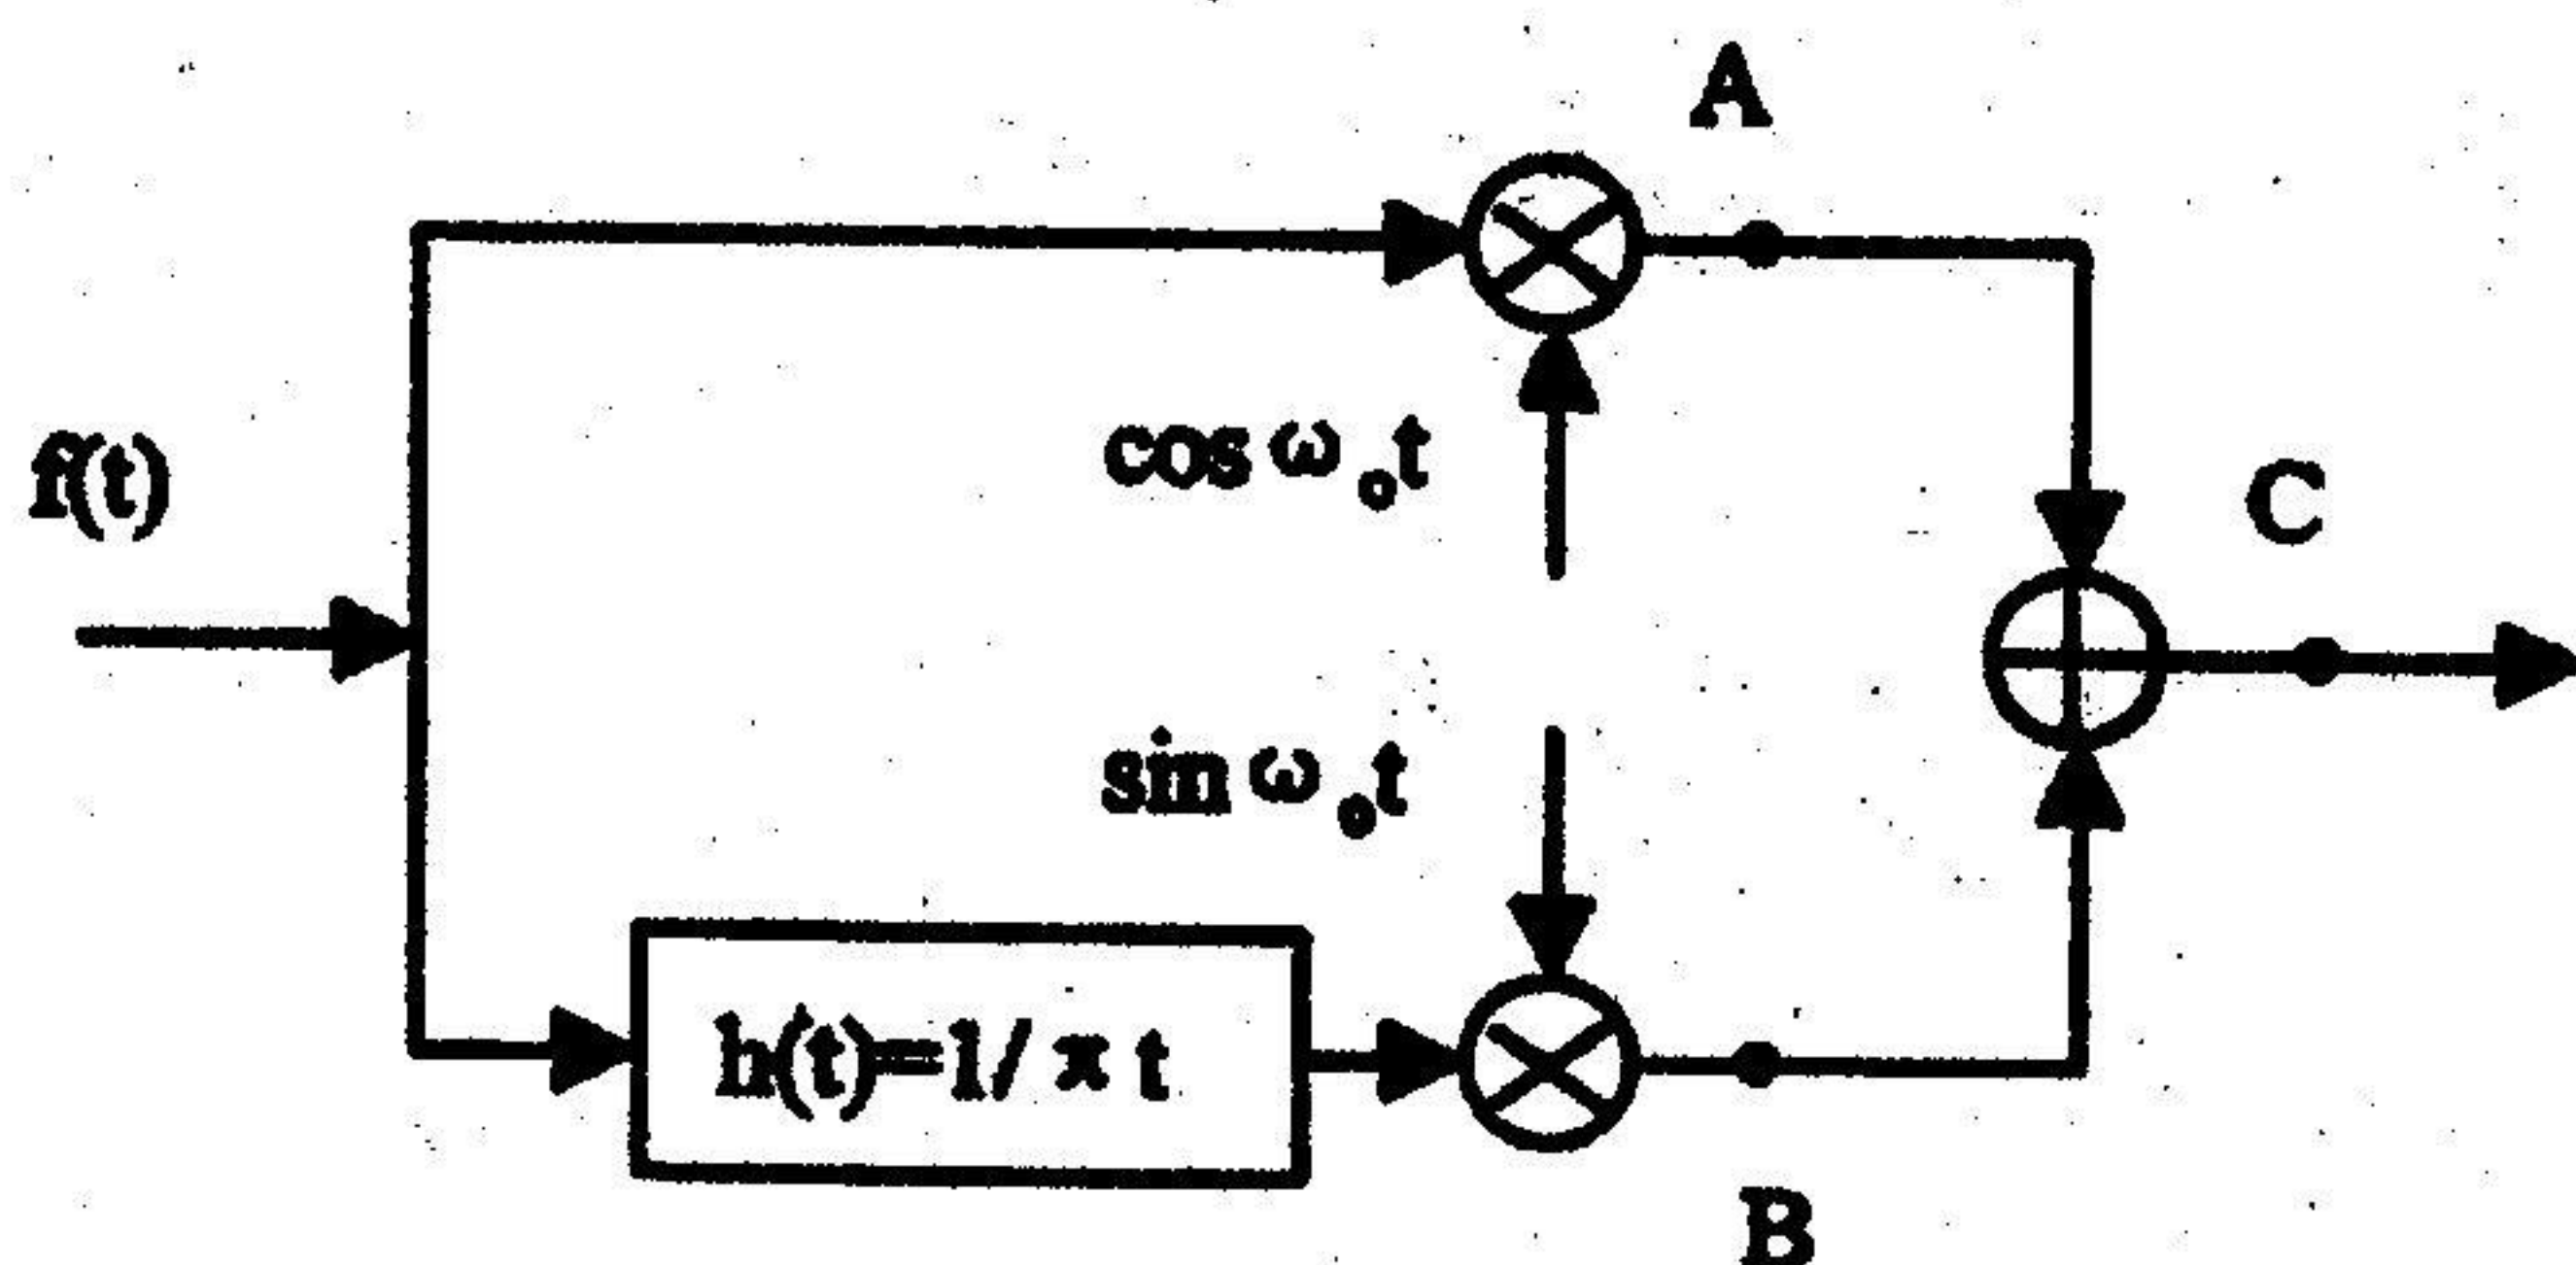 A
f(t)
cos ω₀t
C
sin ω₀t
h(t)=1/πt
B